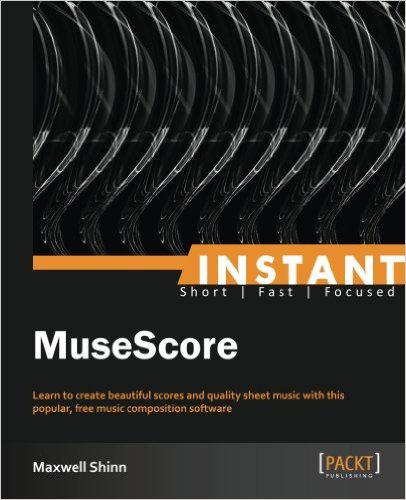 INSTANT
Short | Fast | Focused
MuseScore
Learn to create beautiful scores and quality sheet music with this
popular, free music composition software
Maxwell Shinn
[PACKT]
PUBLISHING